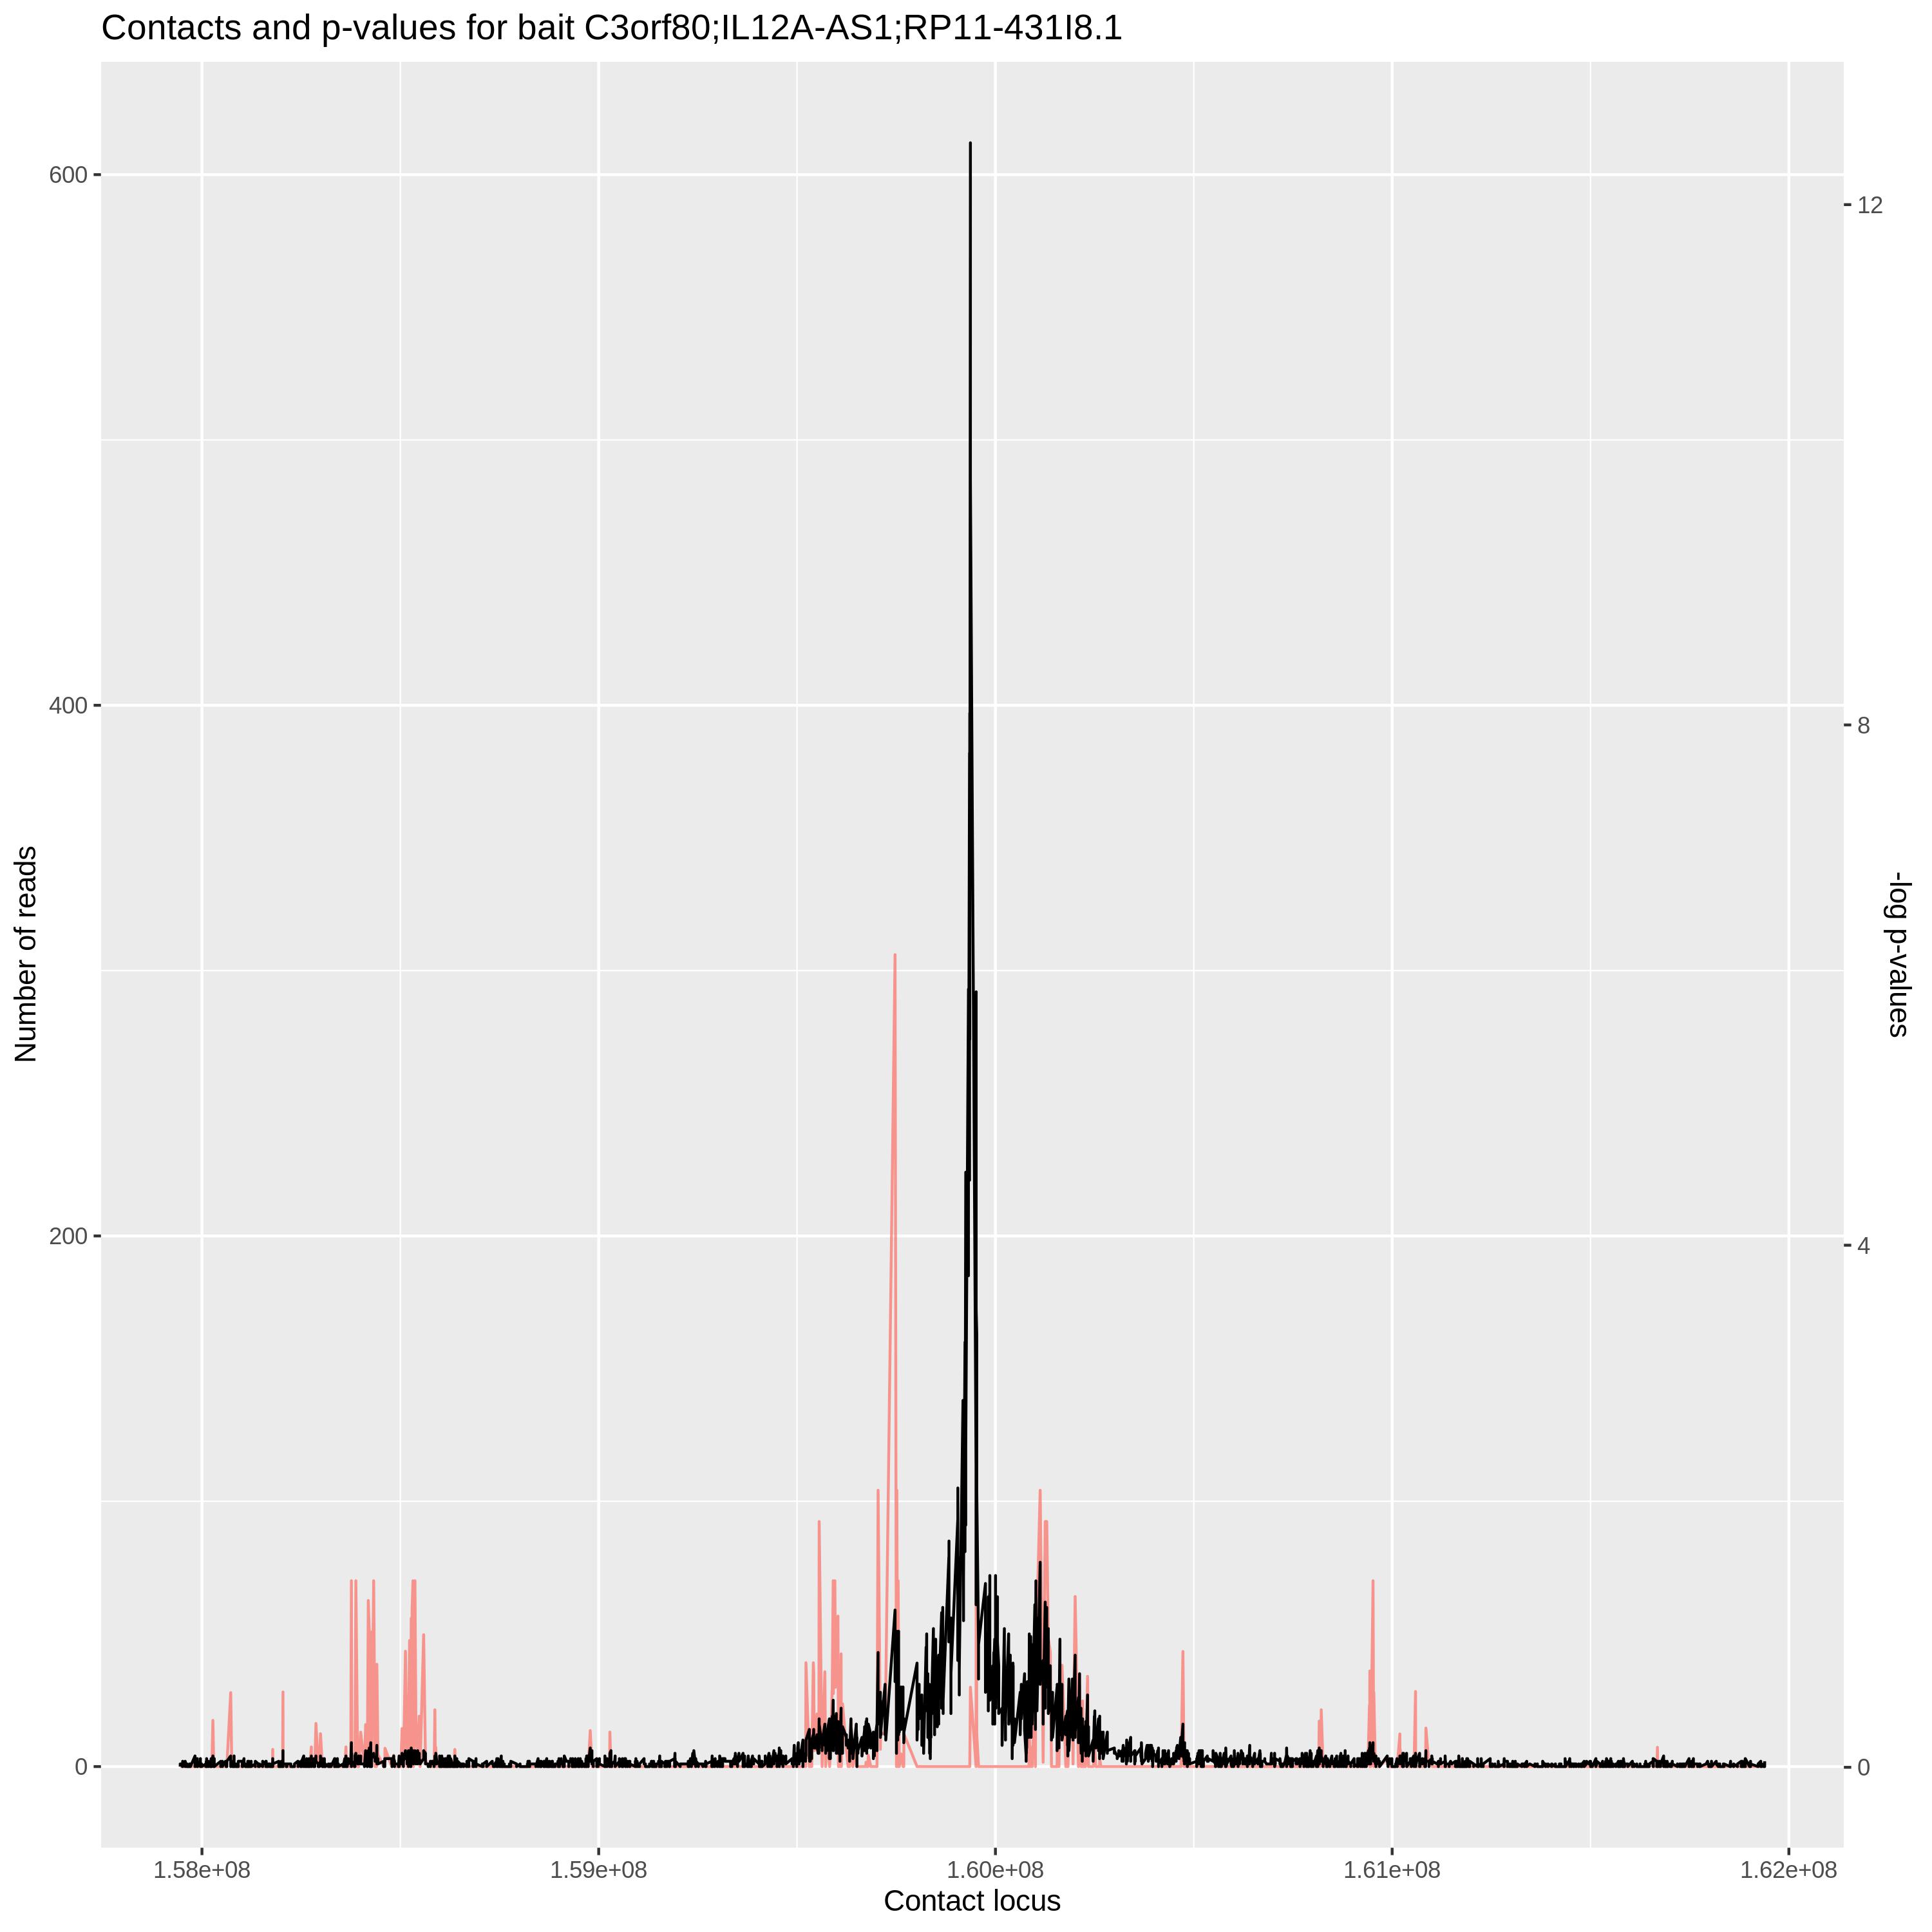 Contacts and p-values for bait C3orf80;IL12A-AS1;RP11-431I8.1
600
400
200
0
Number of reads
12
8
4
0
-log p-values
1.58e+08 1.59e+08 1.60e+08 1.61e+08 1.62e+08
Contact locus